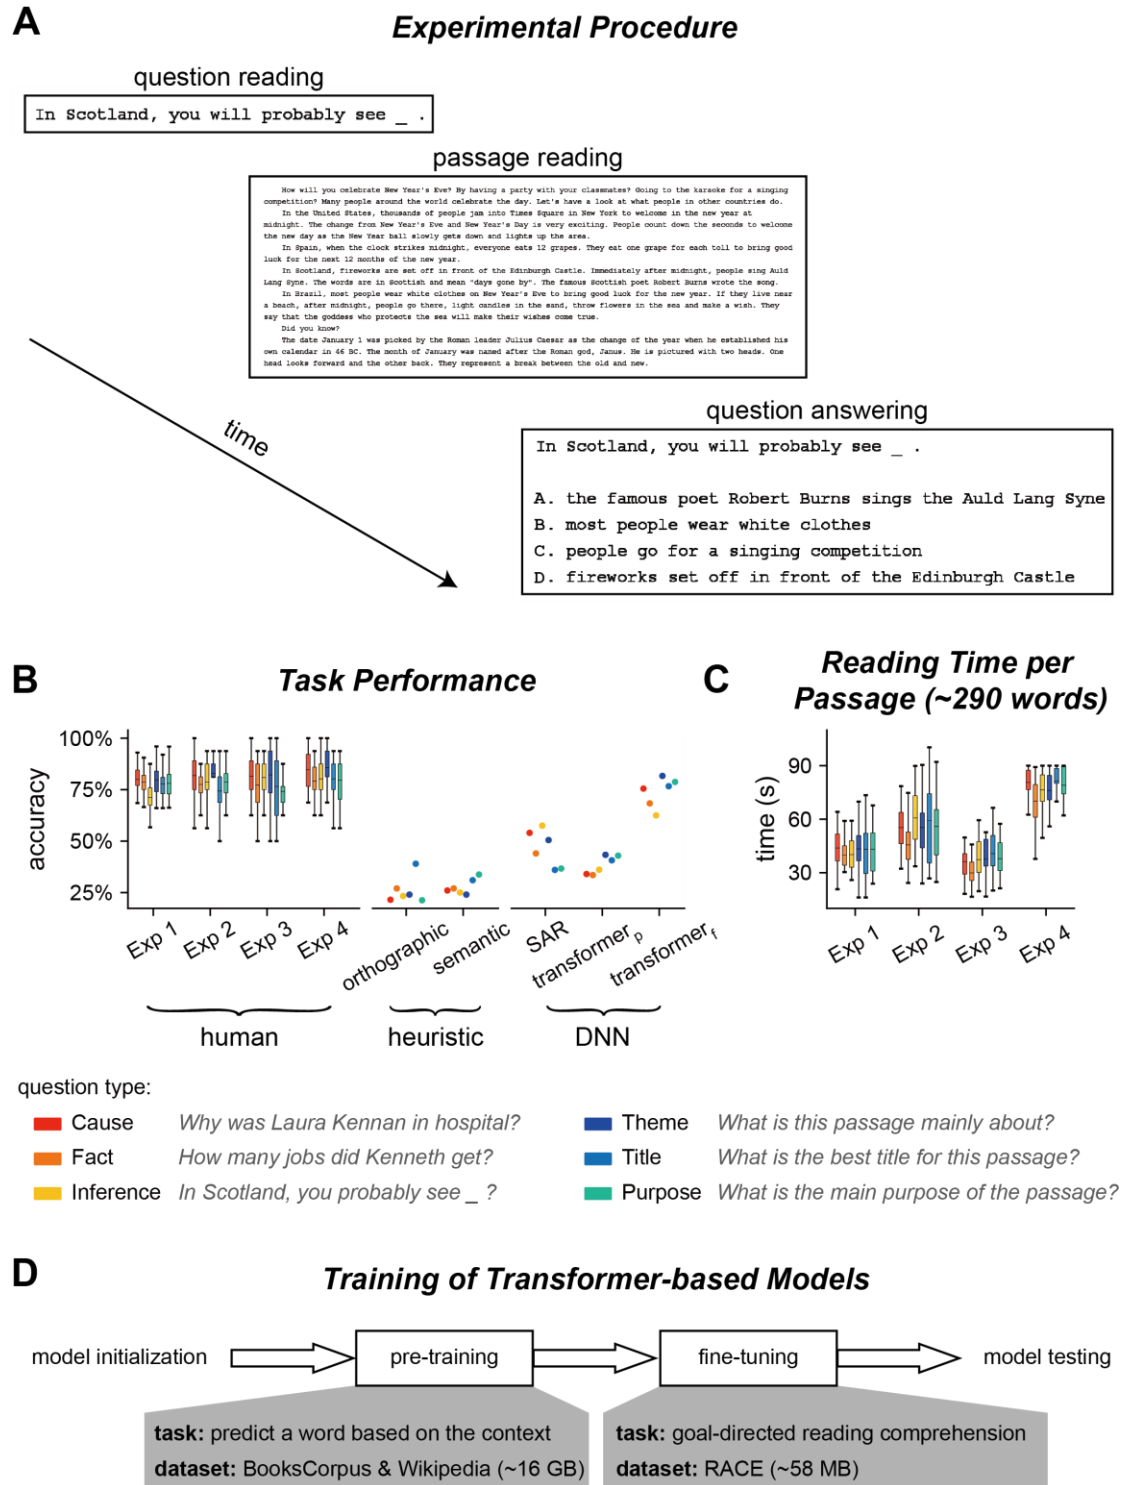 A
Experimental Procedure
question reading
In Scotland, you will probably see _ .
passage reading
How will you celebrate New Year's Eve? By having a party with your classmates? Going to the karaoke for a singing
competition? Many people around the world celebrate the day. Let's have a look at what people in other countries do.
In the United States, thousands of people jam into Times Square in New York to welcome in the new year at
midnight. The change from New Year's Eve and New Year's Day is very exciting. People count down the seconds to welcome
the new day as the New Year ball slowly gets down and lights up the area.
In Spain, when the clock strikes midnight, everyone eats 12 grapes. They eat one grape for each toll to bring good
luck for the next 12 months of the new year.
In Scotland, fireworks are set off in front of the Edinburgh Castle. Immediately after midnight, people sing Auld
Lang Syne. The words are in Scottish and mean "days gone by". The famous Scottish poet Robert Burns wrote the song.
In Brazil, most people wear white clothes on New Year's Eve to bring good luck for the new year. If they live near
a beach, after midnight, people go there, light candles in the sand, throw flowers in the sea and make a wish. They
say that the goddess who protects the sea will make their wishes come true.
Did you know?
The date January 1 was picked by the Roman leader Julius Caesar as the change of the year when he established his
own calendar in 46 BC. The month of January was named after the Roman god, Janus. He is pictured with two heads. One
head looks forward and the other back. They represent a break between the old and new.
time
question answering
In Scotland, you will probably see _ .
A. the famous poet Robert Burns sings the Auld Lang Syne
B. most people wear white clothes
C. people go for a singing competition
D. fireworks set off in front of the Edinburgh Castle
B
Task Performance
accuracy
100%
75%
50%
25%
Exp 1
Exp 2
Exp 3
Exp 4
orthographic
semantic
SAR
transformer p
transformer f
human
heuristic
DNN
C
Reading Time per
Passage (~290 words)
time (s)
90
60
30
Exp 1
Exp 2
Exp 3
Exp 4
question type:
Cause Why was Laura Kennan in hospital?
Fact How many jobs did Kenneth get?
Inference In Scotland, you probably see _ ?
Theme What is this passage mainly about?
Title What is the best title for this passage?
Purpose What is the main purpose of the passage?
D
Training of Transformer-based Models
model initialization
pre-training
fine-tuning
model testing
task: predict a word based on the context
dataset: BooksCorpus & Wikipedia (~16 GB)
task: goal-directed reading comprehension
dataset: RACE (~58 MB)